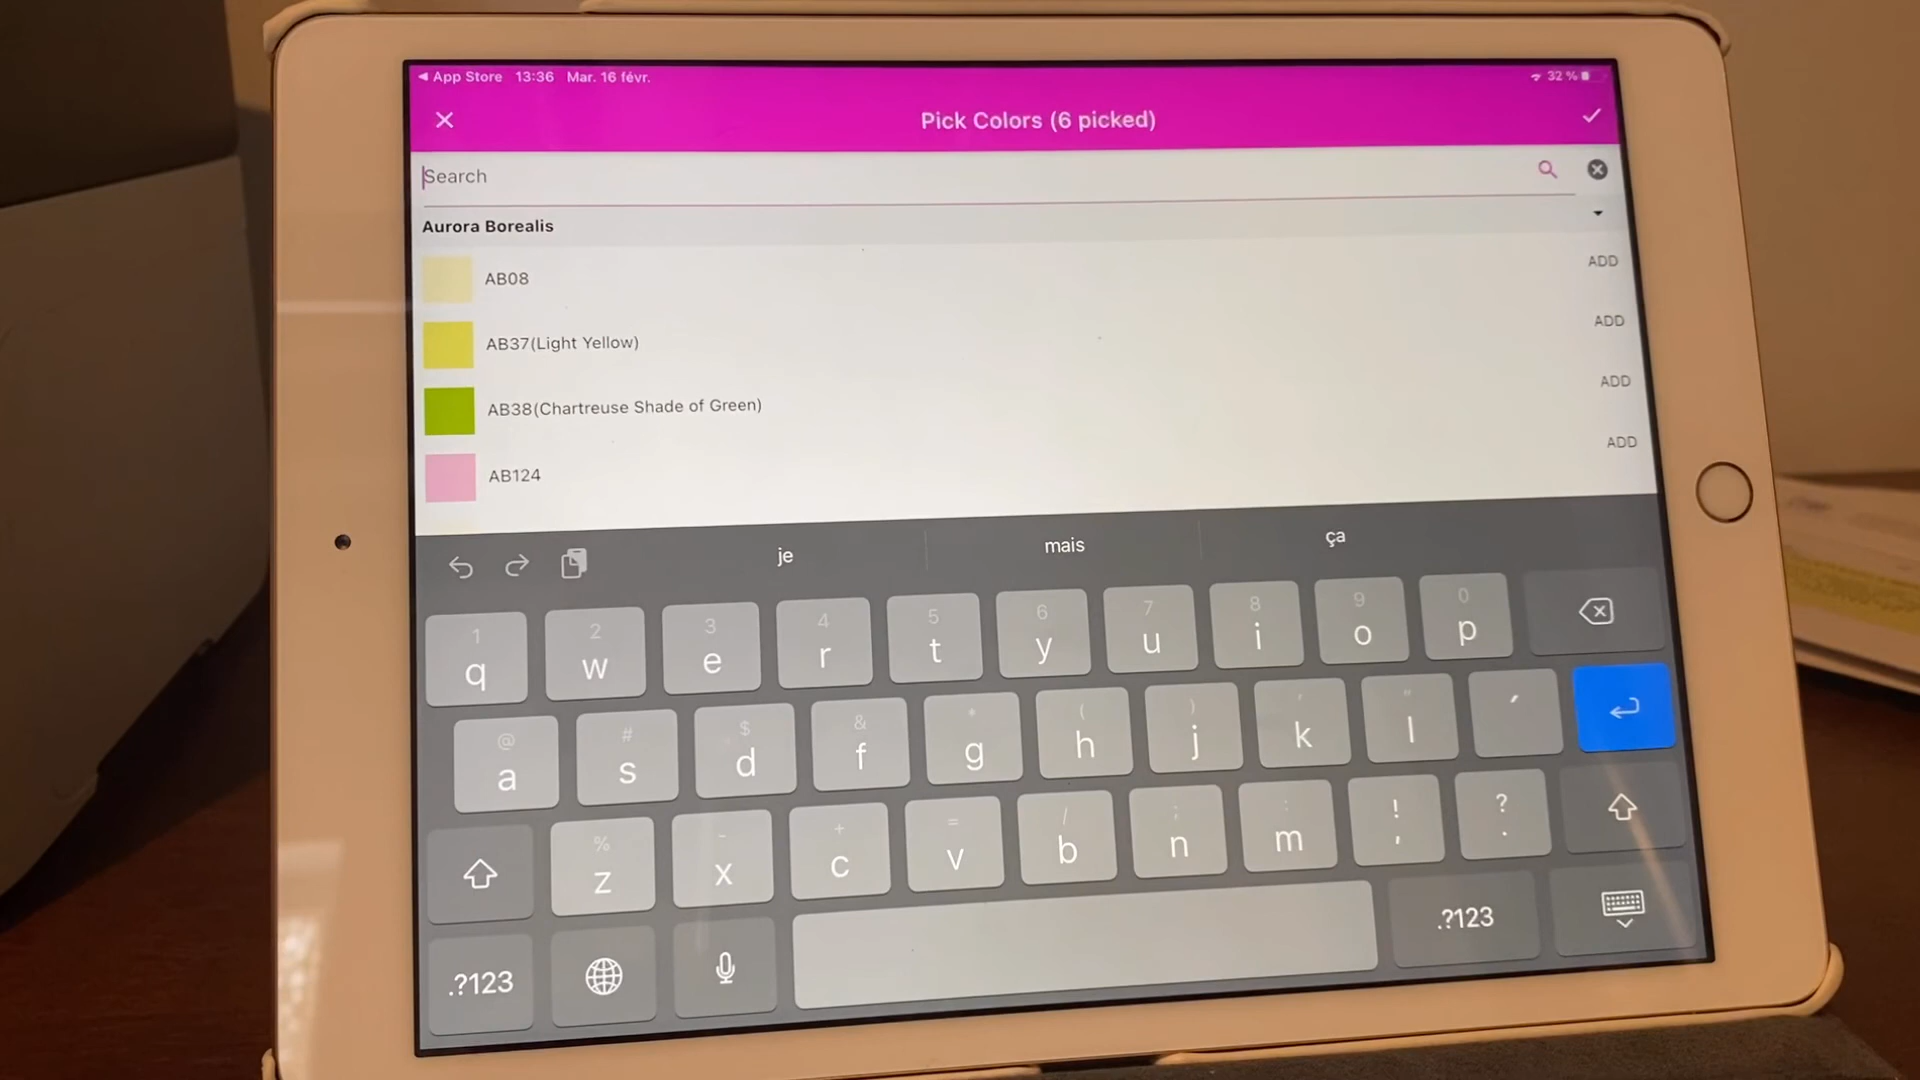 ◀ App Store 13:36 Mar. 16 févr. 32 %
Pick Colors (6 picked)
Search
Aurora Borealis
AB08 ADD
AB37(Light Yellow) ADD
AB38(Chartreuse Shade of Green) ADD
AB124 ADD
je mais ça
1 2 3 4 5 6 7 8 9 0
q w e r t y u i o p
@ # $ & * ( ) ' "
a s d f g h j k l ´
% - + = / ; : ! ?
z x c v b n m , .
.?123 .?123